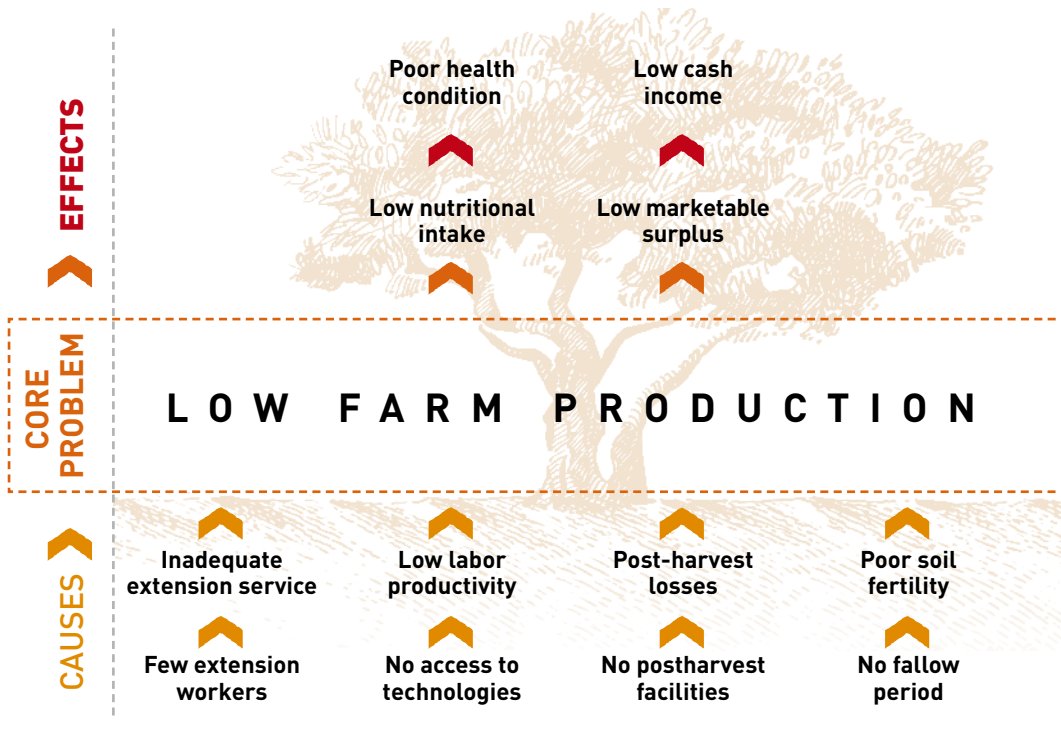 EFFECTS
Poor health
condition
Low cash
income
Low nutritional
intake
Low marketable
surplus
CORE
PROBLEM
LOW FARM PRODUCTION
CAUSES
Inadequate
extension service
Low labor
productivity
Post-harvest
losses
Poor soil
fertility
Few extension
workers
No access to
technologies
No postharvest
facilities
No fallow
period